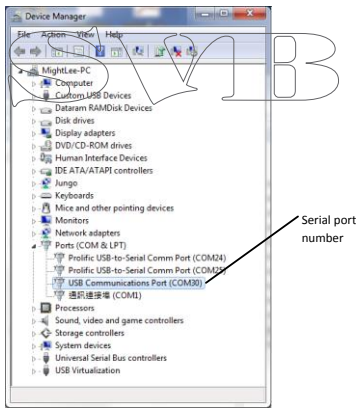 Device Manager
File Action View Help
MightLee-PC
Computer
Custom USB Devices
Dataram RAMDisk Devices
Disk drives
Display adapters
DVD/CD-ROM drives
Human Interface Devices
IDE ATA/ATAPI controllers
Jungo
Keyboards
Mice and other pointing devices
Monitors
Network adapters
Ports (COM & LPT)
Prolific USB-to-Serial Comm Port (COM24)
Prolific USB-to-Serial Comm Port (COM25)
USB Communications Port (COM30)
通訊連接埠 (COM1)
Processors
Sound, video and game controllers
Storage controllers
System devices
Universal Serial Bus controllers
USB Virtualization
Serial port
number